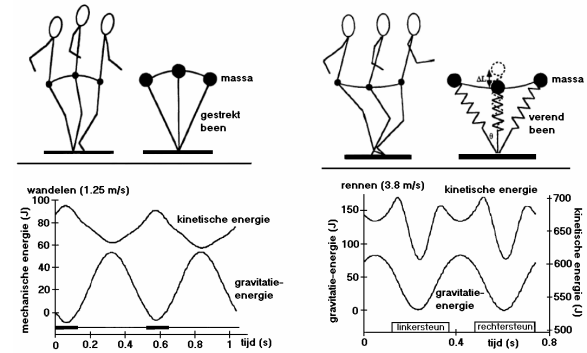 massa
gestrekt
been
ΔL
massa
verend
been
θ
wandelen (1.25 m/s)
mechanische energie (J)
100
80
60
40
20
0
kinetische energie
gravitatie-
energie
0
0.2
0.4
0.6
0.8
1
tijd (s)
rennen (3.8 m/s)
kinetische energie
gravitatie-energie (J)
150
100
50
0
700
650
600
550
500
kinetische energie (J)
gravitatie-
energie
linkersteun
rechtersteun
0
0.4
0.8
tijd (s)